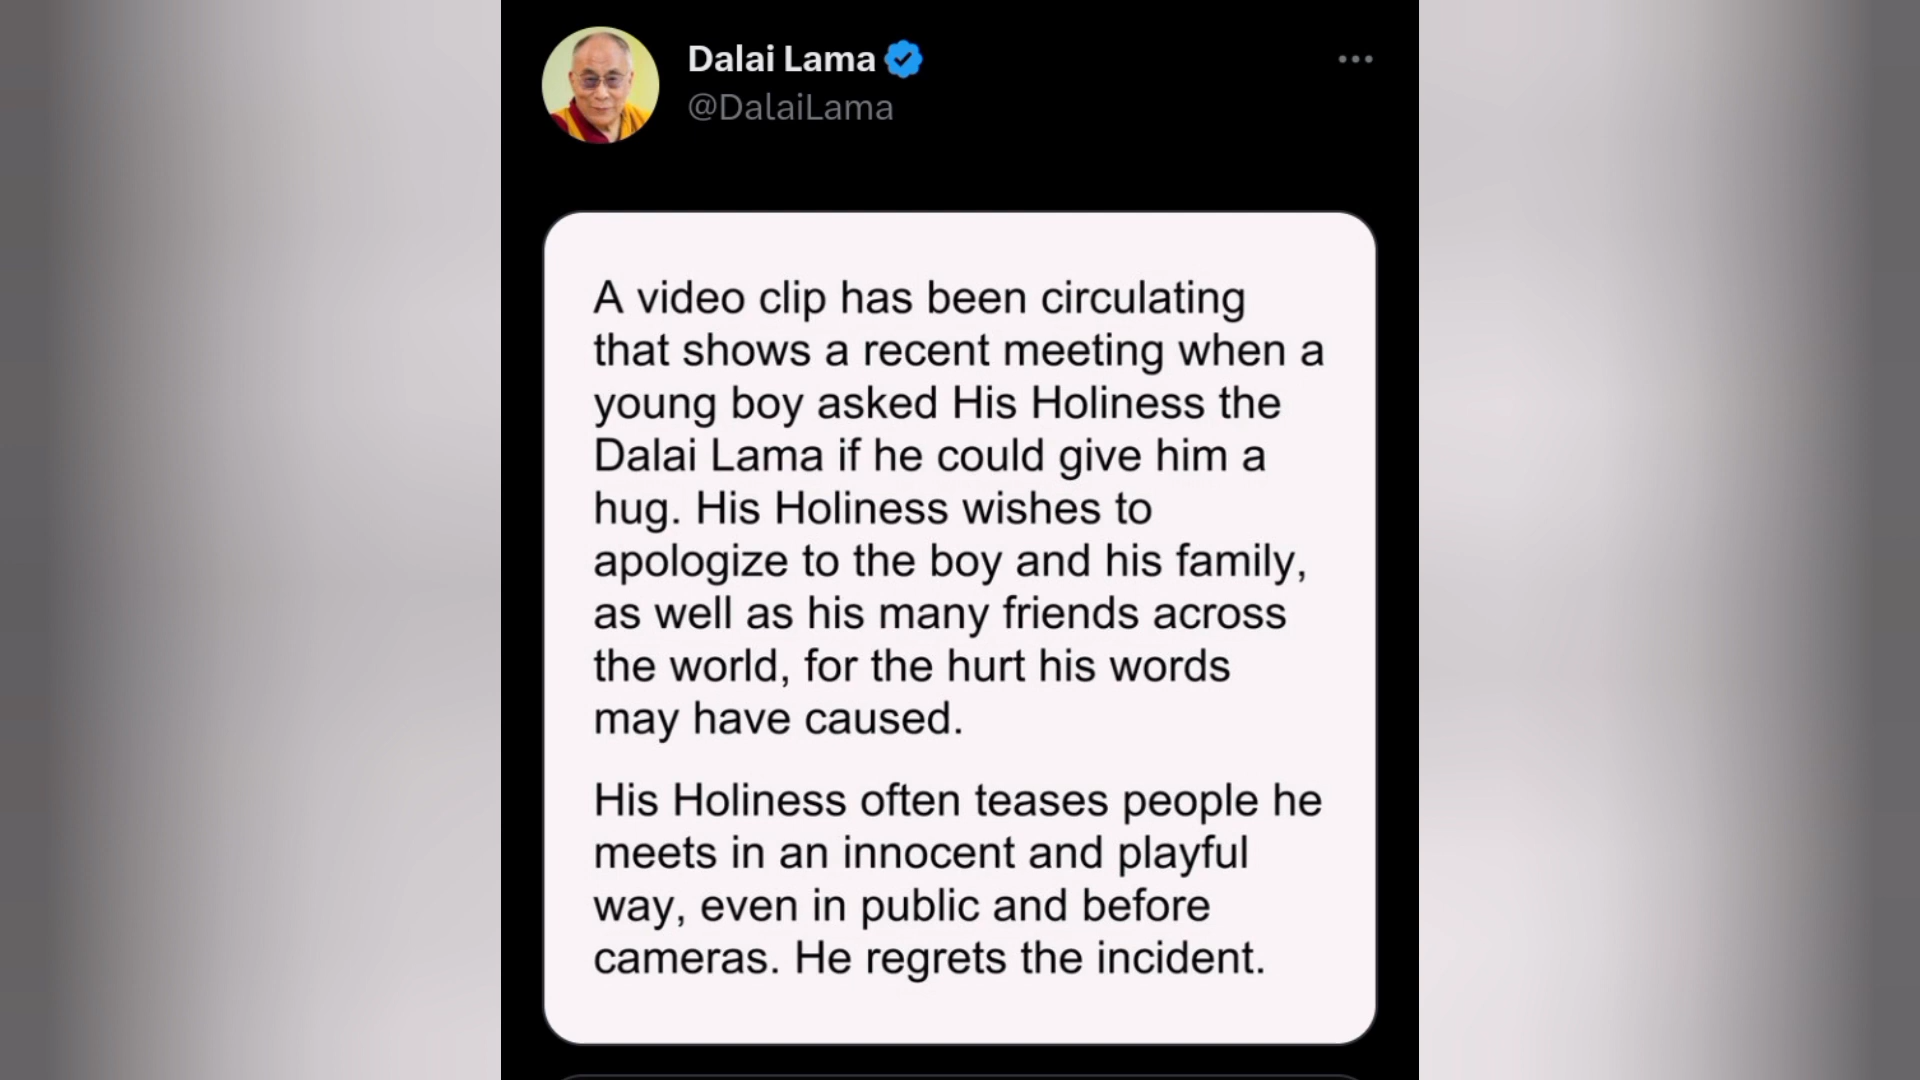 Dalai Lama
@DalaiLama
A video clip has been circulating
that shows a recent meeting when a
young boy asked His Holiness the
Dalai Lama if he could give him a
hug. His Holiness wishes to
apologize to the boy and his family,
as well as his many friends across
the world, for the hurt his words
may have caused.
His Holiness often teases people he
meets in an innocent and playful
way, even in public and before
cameras. He regrets the incident.